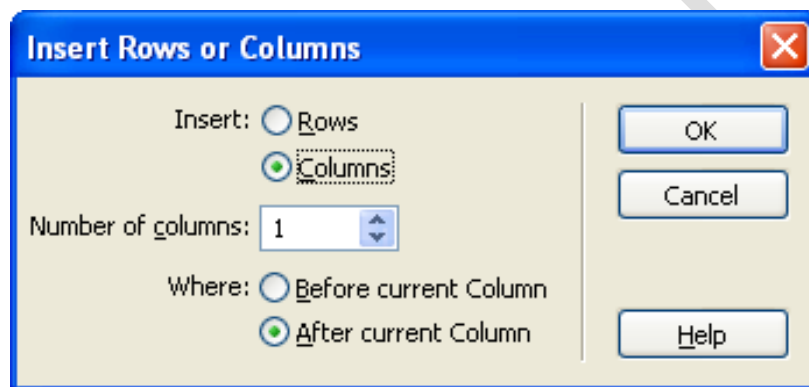 Insert Rows or Columns
Insert: Rows
Columns
Number of columns: 1
Where: Before current Column
After current Column
OK
Cancel
Help